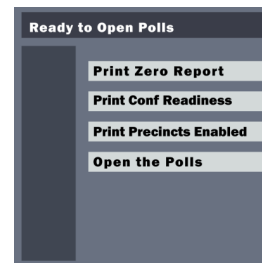 Ready to Open Polls
Print Zero Report
Print Conf Readiness
Print Precincts Enabled
Open the Polls